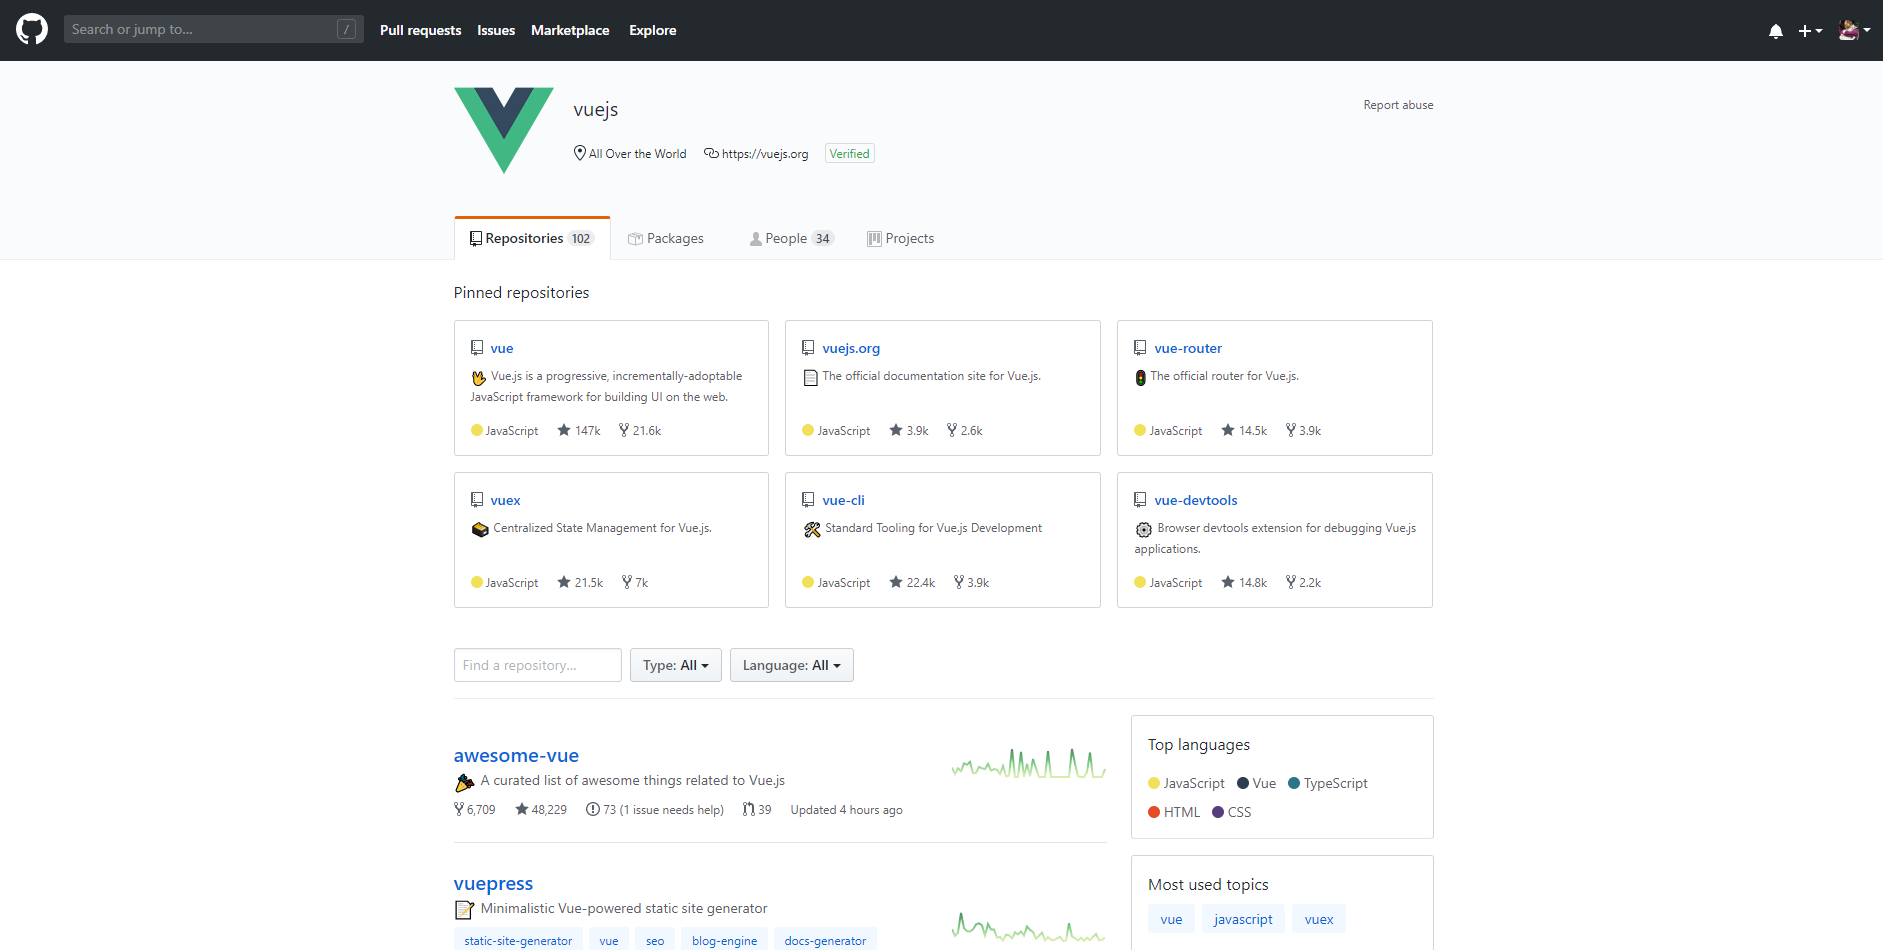 Search or jump to... /
Pull requests Issues Marketplace Explore
vuejs
Report abuse
All Over the World https://vuejs.org Verified
Repositories 102 Packages People 34 Projects
Pinned repositories
vue
Vue.js is a progressive, incrementally-adoptable
JavaScript framework for building UI on the web.
JavaScript 147k 21.6k
vuejs.org
The official documentation site for Vue.js.
JavaScript 3.9k 2.6k
vue-router
The official router for Vue.js.
JavaScript 14.5k 3.9k
vuex
Centralized State Management for Vue.js.
JavaScript 21.5k 7k
vue-cli
Standard Tooling for Vue.js Development
JavaScript 22.4k 3.9k
vue-devtools
Browser devtools extension for debugging Vue.js
applications.
JavaScript 14.8k 2.2k
Find a repository...
Type: All
Language: All
awesome-vue
A curated list of awesome things related to Vue.js
6,709 48,229 73 (1 issue needs help) 39 Updated 4 hours ago
vuepress
Minimalistic Vue-powered static site generator
static-site-generator vue seo blog-engine docs-generator
Top languages
JavaScript Vue TypeScript
HTML CSS
Most used topics
vue javascript vuex